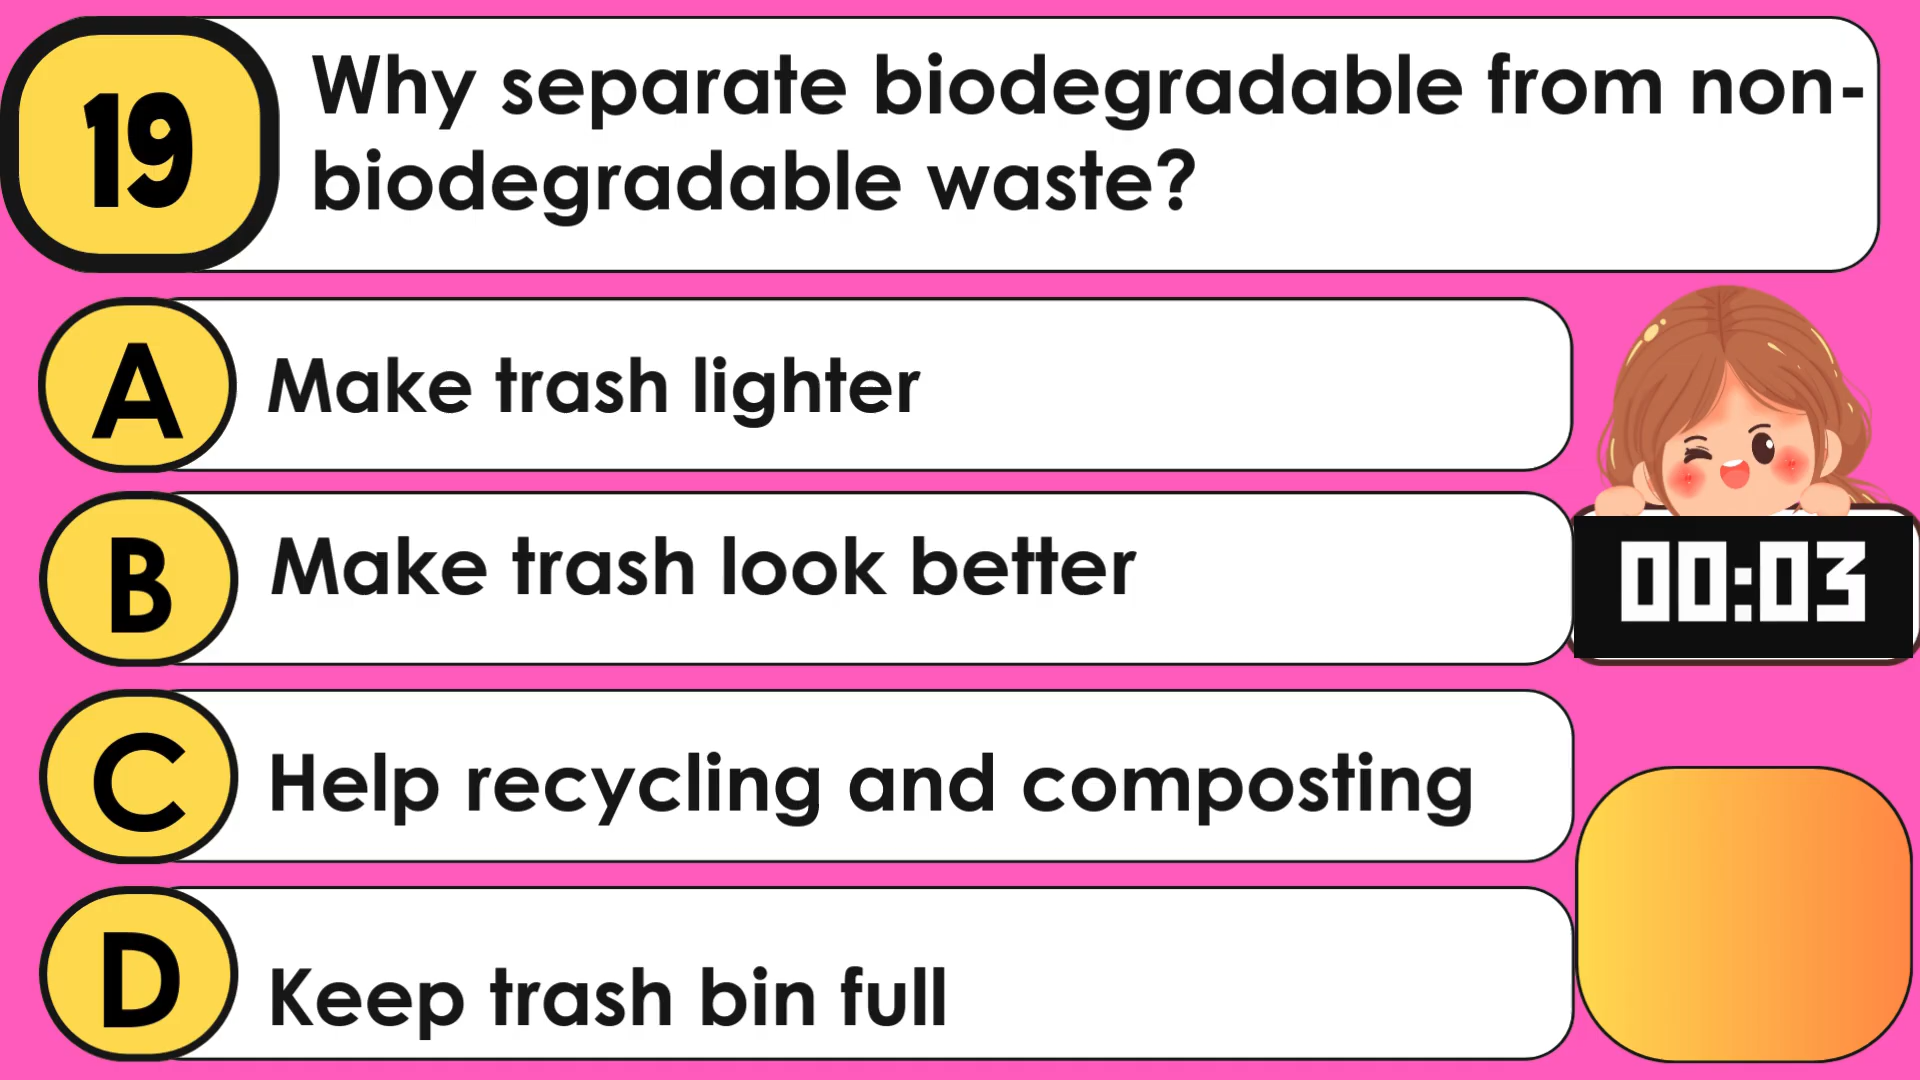 19
Why separate biodegradable from non-
biodegradable waste?
A
Make trash lighter
B
Make trash look better
00:03
C
Help recycling and composting
D
Keep trash bin full